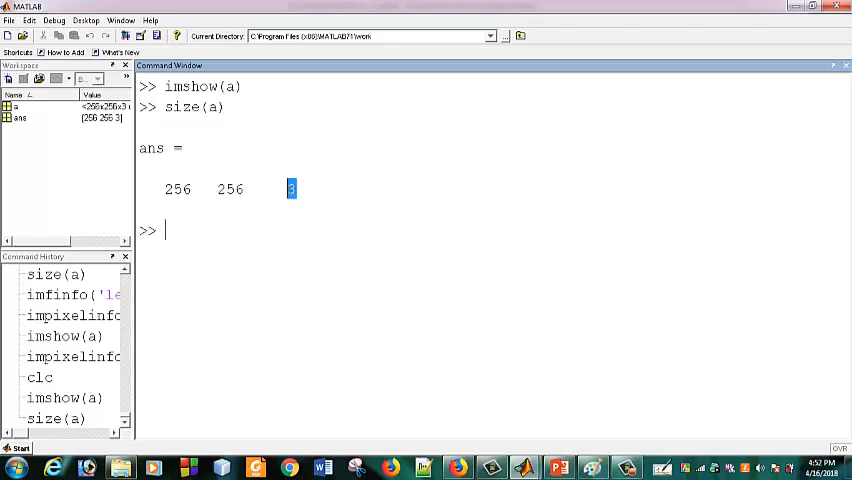 MATLAB
File Edit Debug Desktop Window Help
Current Directory: C:\Program Files (x86)\MATLAB71\work
Shortcuts How to Add What's New
Workspace
B...
Name Value
a <256x256x3 u
ans [256 256 3]
Command History
size(a)
imfinfo('le
impixelinfo
imshow(a)
impixelinfo
clc
imshow(a)
size(a)
Command Window
>> imshow(a)
>> size(a)
ans =
256 256 3
>>
Start
OVR
4:52 PM
4/16/2018